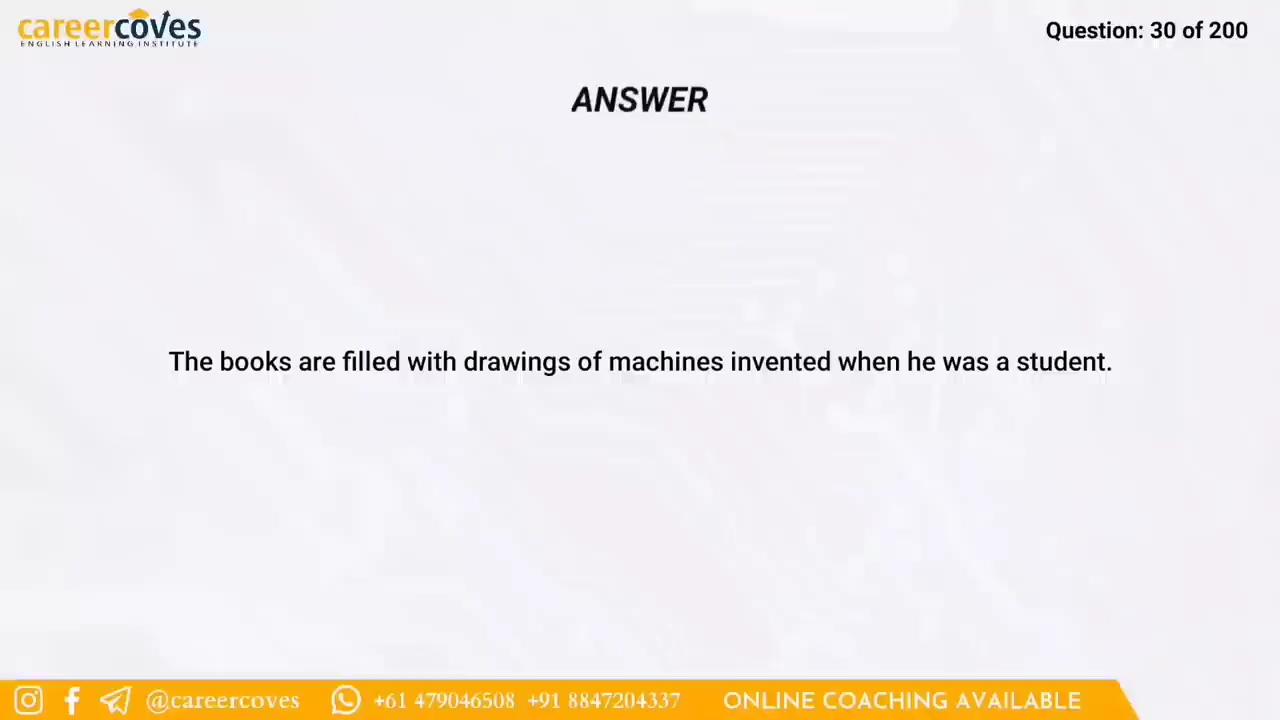 careercoves
ENGLISH LEARNING INSTITUTE
Question: 30 of 200
ANSWER
The books are filled with drawings of machines invented when he was a student.
@careercoves +61 479046508 +91 8847204337 ONLINE COACHING AVAILABLE